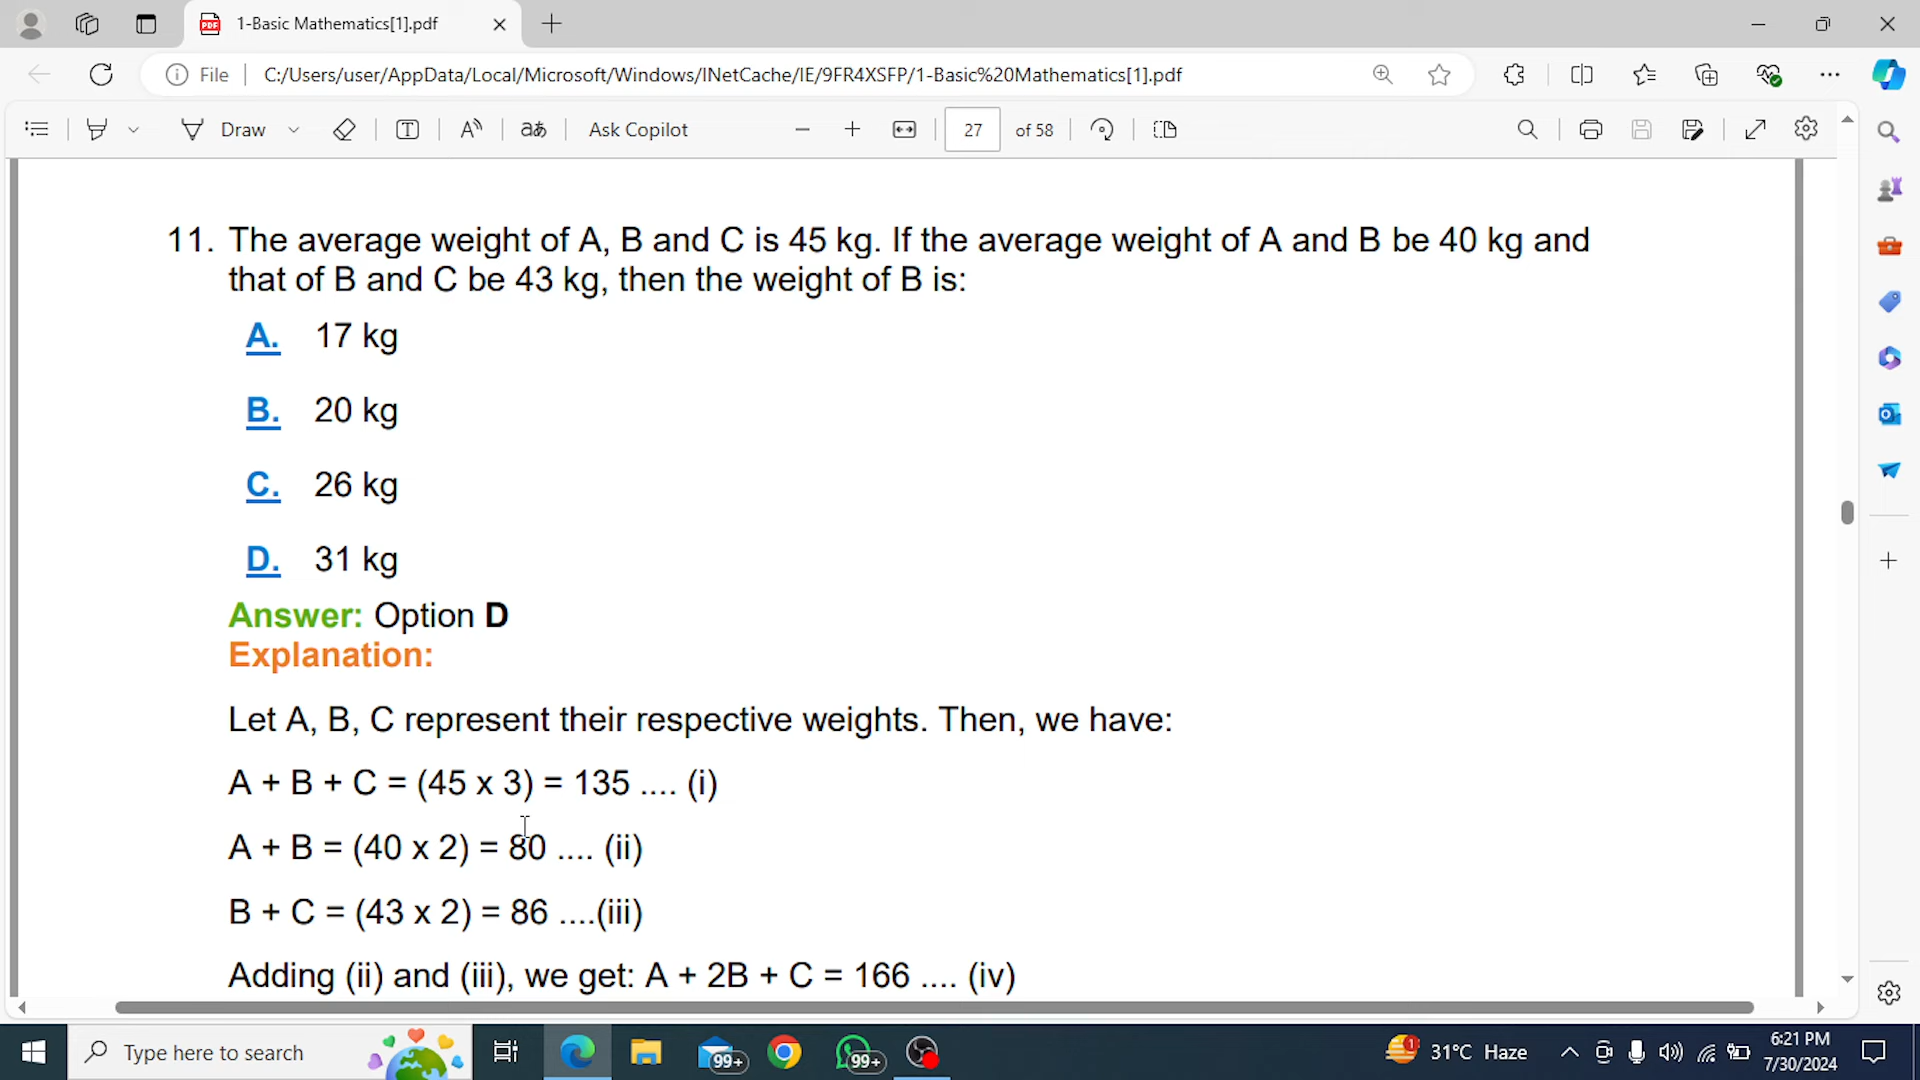 1-Basic Mathematics[1].pdf
File
C:/Users/user/AppData/Local/Microsoft/Windows/INetCache/IE/9FR4XSFP/1-Basic%20Mathematics[1].pdf
Draw
Ask Copilot
27 of 58
11. The average weight of A, B and C is 45 kg. If the average weight of A and B be 40 kg and
that of B and C be 43 kg, then the weight of B is:
A. 17 kg
B. 20 kg
C. 26 kg
D. 31 kg
Answer: Option D
Explanation:
Let A, B, C represent their respective weights. Then, we have:
A + B + C = (45 x 3) = 135 .... (i)
A + B = (40 x 2) = 80 .... (ii)
B + C = (43 x 2) = 86 ....(iii)
Adding (ii) and (iii), we get: A + 2B + C = 166 .... (iv)
Type here to search
99+
99+
1
31°C Haze
6:21 PM
7/30/2024